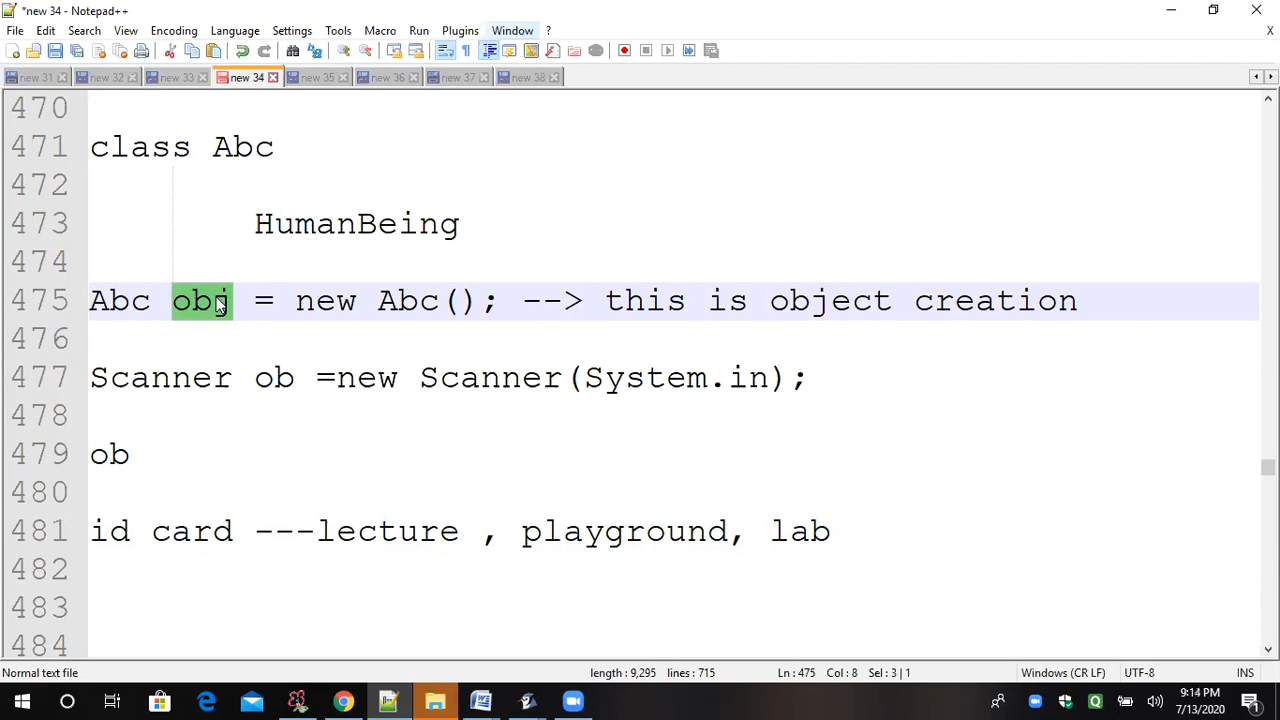 *new 34 - Notepad++
File Edit Search View Encoding Language Settings Tools Macro Run Plugins Window ? X
new 31 new 32 new 33 new 34 new 35 new 36 new 37 new 38
470
471 class Abc
472
473 HumanBeing
474
475 Abc obj = new Abc(); --> this is object creation
476
477 Scanner ob =new Scanner(System.in);
478
479 ob
480
481 id card ---lecture , playground, lab
482
483
484
Normal text file length : 9,295 lines : 715 Ln : 475 Col : 8 Sel : 3 | 1 Windows (CR LF) UTF-8 INS
9:14 PM
7/13/2020